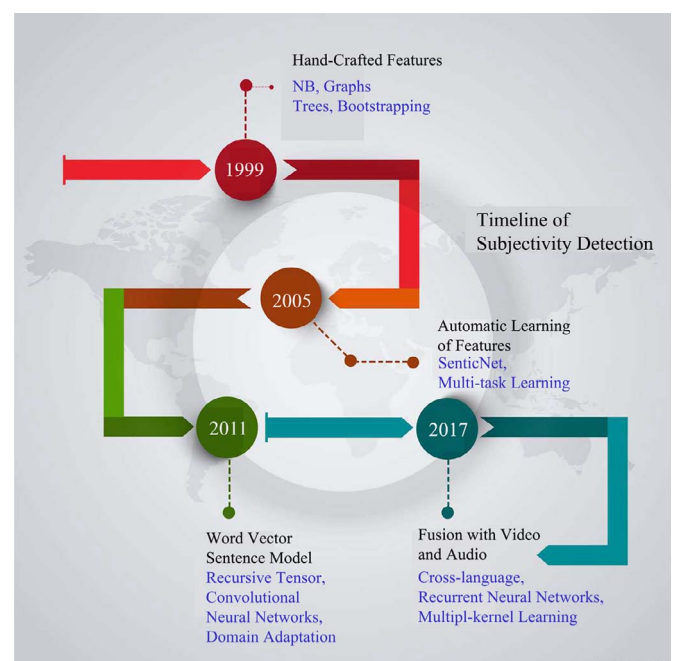 Hand-Crafted Features
NB, Graphs
Trees, Bootstrapping
1999
Timeline of
Subjectivity Detection
2005
Automatic Learning
of Features
SenticNet,
Multi-task Learning
2011
2017
Word Vector
Sentence Model
Recursive Tensor,
Convolutional
Neural Networks,
Domain Adaptation
Fusion with Video
and Audio
Cross-language,
Recurrent Neural Networks,
Multipl-kernel Learning